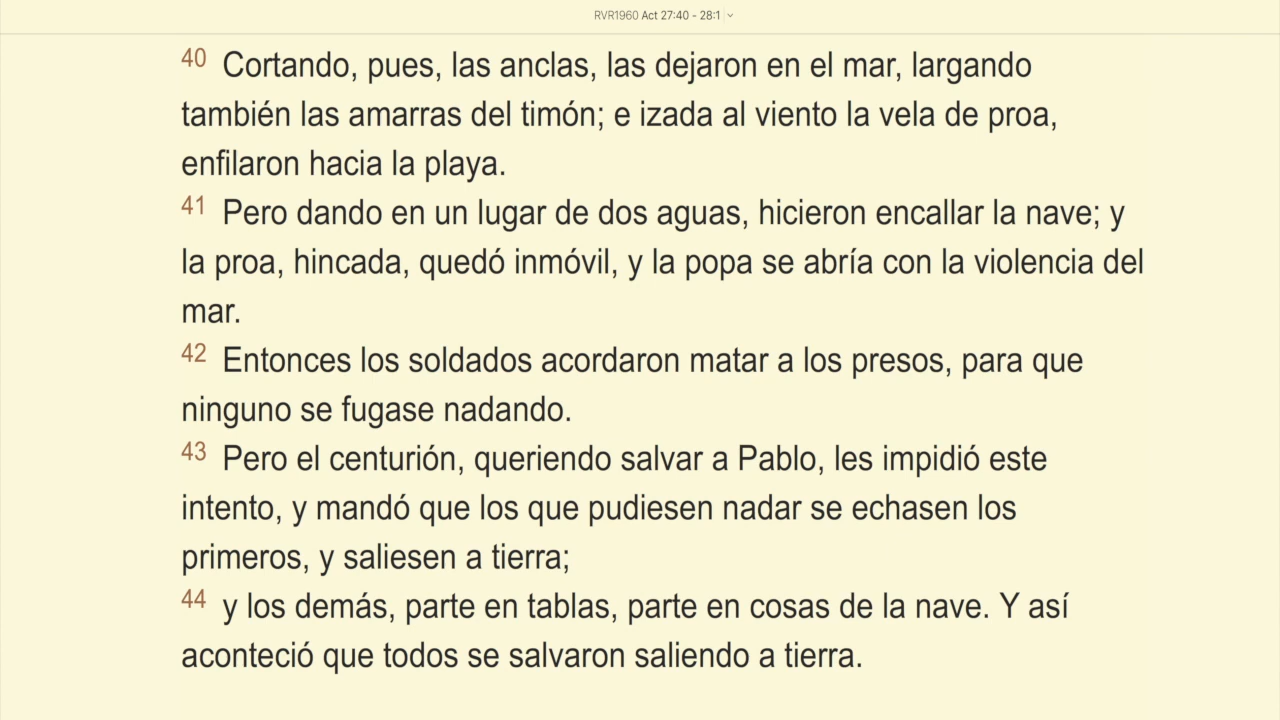 RVR1960 Act 27:40 - 28:1
40 Cortando, pues, las anclas, las dejaron en el mar, largando
también las amarras del timón; e izada al viento la vela de proa,
enfilaron hacia la playa.
41 Pero dando en un lugar de dos aguas, hicieron encallar la nave; y
la proa, hincada, quedó inmóvil, y la popa se abría con la violencia del
mar.
42 Entonces los soldados acordaron matar a los presos, para que
ninguno se fugase nadando.
43 Pero el centurión, queriendo salvar a Pablo, les impidió este
intento, y mandó que los que pudiesen nadar se echasen los
primeros, y saliesen a tierra;
44 y los demás, parte en tablas, parte en cosas de la nave. Y así
aconteció que todos se salvaron saliendo a tierra.